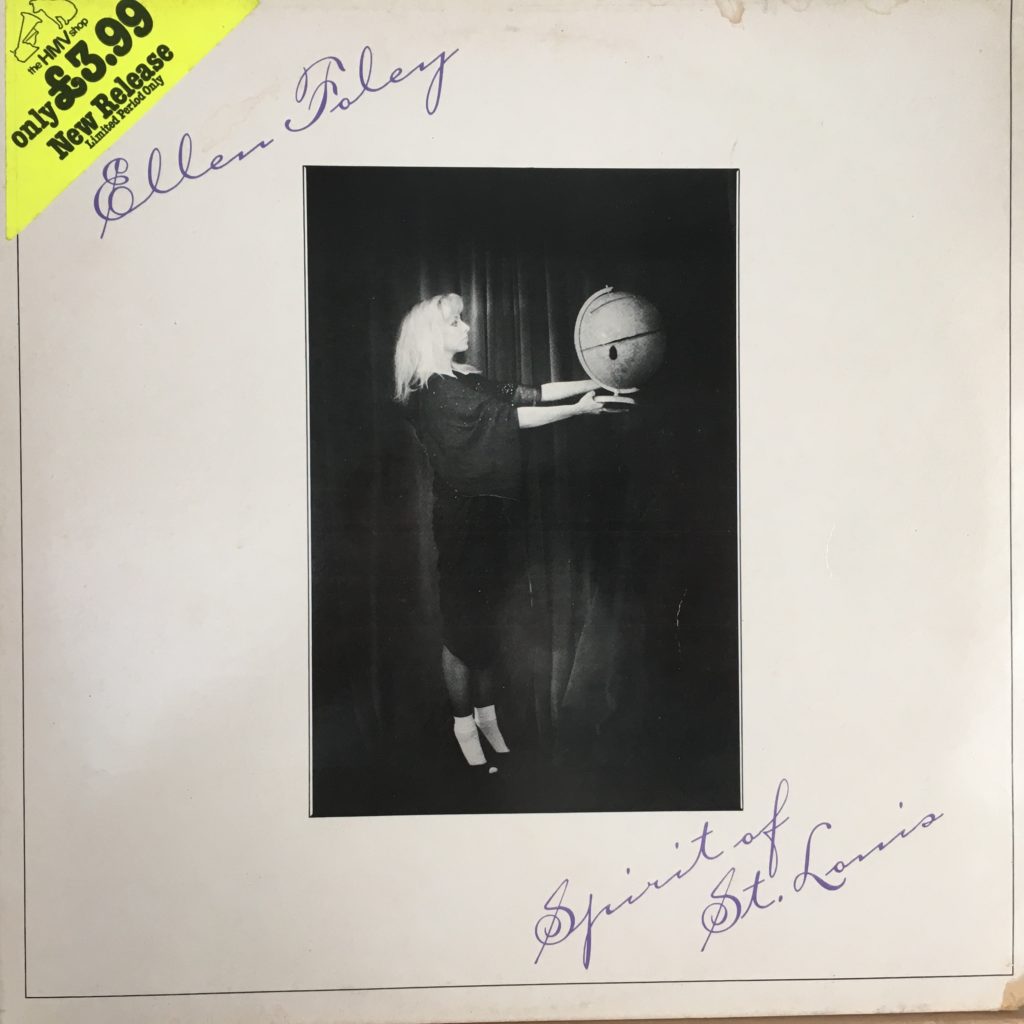 the HMV shop
only £3.99
New Release
Limited Period Only
Ellen Foley
Spirit of
St. Louis